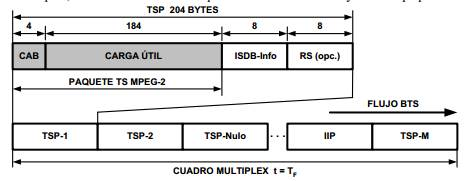 TSP 204 BYTES
4 184 8 8
CAB CARGA ÚTIL ISDB-Info RS (opc.)
PAQUETE TS MPEG-2
FLUJO BTS
TSP-1 TSP-2 TSP-Nulo ··· IIP TSP-M
CUADRO MULTIPLEX t = TF